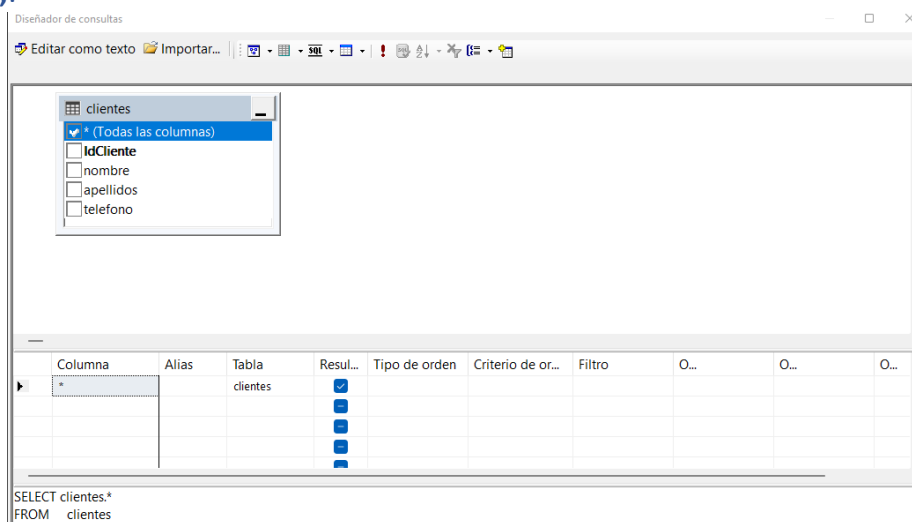 ).
Diseñador de consultas
Editar como texto Importar... SQL
clientes
* (Todas las columnas)
IdCliente
nombre
apellidos
telefono
Columna Alias Tabla Resul... Tipo de orden Criterio de or... Filtro O... O... O...
* clientes
SELECT clientes.*
FROM clientes